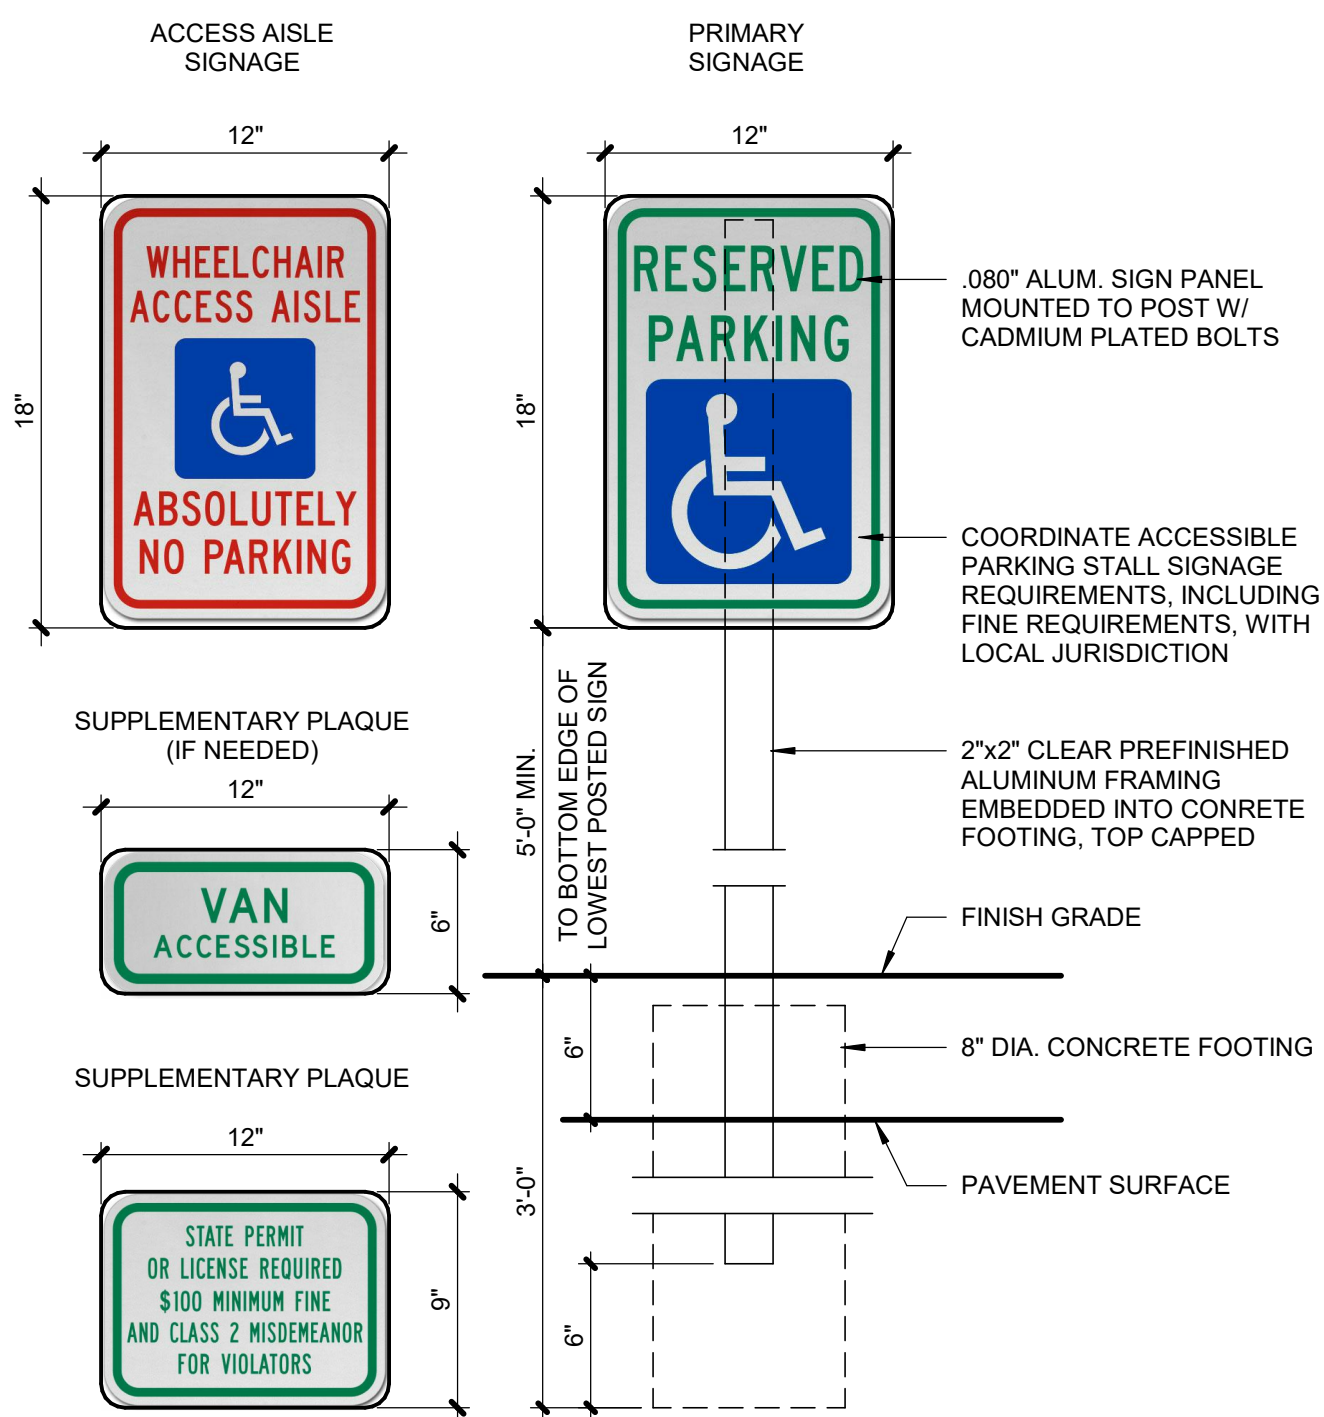 ACCESS AISLE
SIGNAGE
12"
18"
WHEELCHAIR
ACCESS AISLE
ABSOLUTELY
NO PARKING
SUPPLEMENTARY PLAQUE
(IF NEEDED)
12"
VAN
ACCESSIBLE
6"
SUPPLEMENTARY PLAQUE
12"
STATE PERMIT
OR LICENSE REQUIRED
$100 MINIMUM FINE
AND CLASS 2 MISDEMEANOR
FOR VIOLATORS
9"
PRIMARY
SIGNAGE
12"
18"
RESERVED
PARKING
.080" ALUM. SIGN PANEL
MOUNTED TO POST W/
CADMIUM PLATED BOLTS
COORDINATE ACCESSIBLE
PARKING STALL SIGNAGE
REQUIREMENTS, INCLUDING
FINE REQUIREMENTS, WITH
LOCAL JURISDICTION
5'-0" MIN.
TO BOTTOM EDGE OF
LOWEST POSTED SIGN
2"x2" CLEAR PREFINISHED
ALUMINUM FRAMING
EMBEDDED INTO CONRETE
FOOTING, TOP CAPPED
FINISH GRADE
6"
8" DIA. CONCRETE FOOTING
3'-0"
PAVEMENT SURFACE
6"